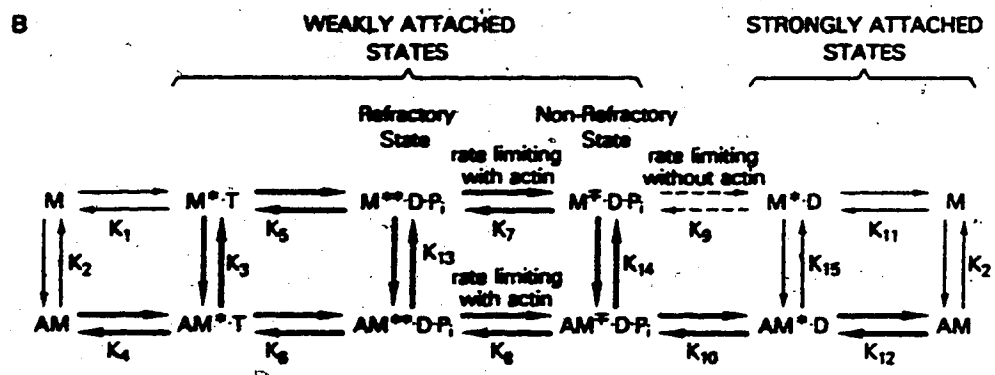 B
WEAKLY ATTACHED STATES
STRONGLY ATTACHED STATES
Refractory State
Non-Refractory State
rate limiting with actin
rate limiting without actin
M K₁ M*·T K₅ M**·D·Pᵢ K₇ M∓·D·Pᵢ K₉ M*·D K₁₁ M
K₂ K₃ K₁₃ K₁₄ K₁₅ K₂
rate limiting with actin
AM K₄ AM*·T K₆ AM**·D·Pᵢ K₈ AM∓·D·Pᵢ K₁₀ AM*·D K₁₂ AM